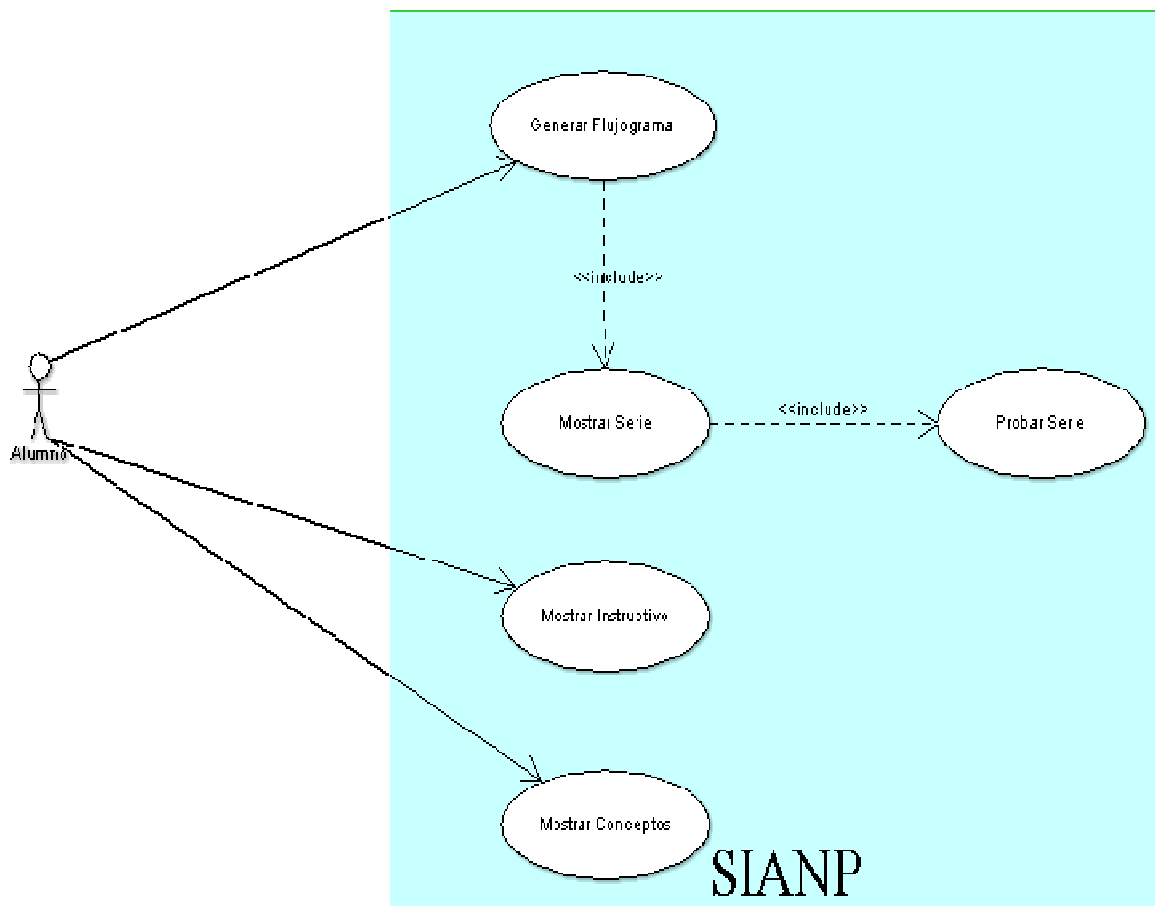 Generar Flujograma
<<include>>
Mostrar Serie
<<include>>
Probar Serie
Alumno
Mostrar Instructivo
Mostrar Conceptos
SIANP